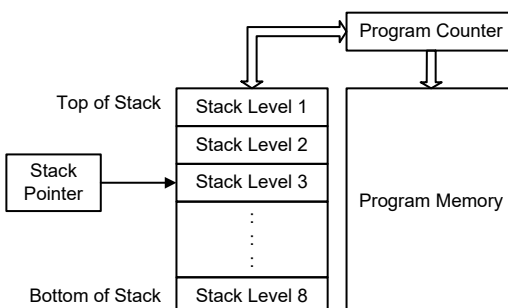 Program Counter
Top of Stack
Stack Level 1
Stack Level 2
Stack
Pointer
Stack Level 3
Program Memory
Bottom of Stack
Stack Level 8